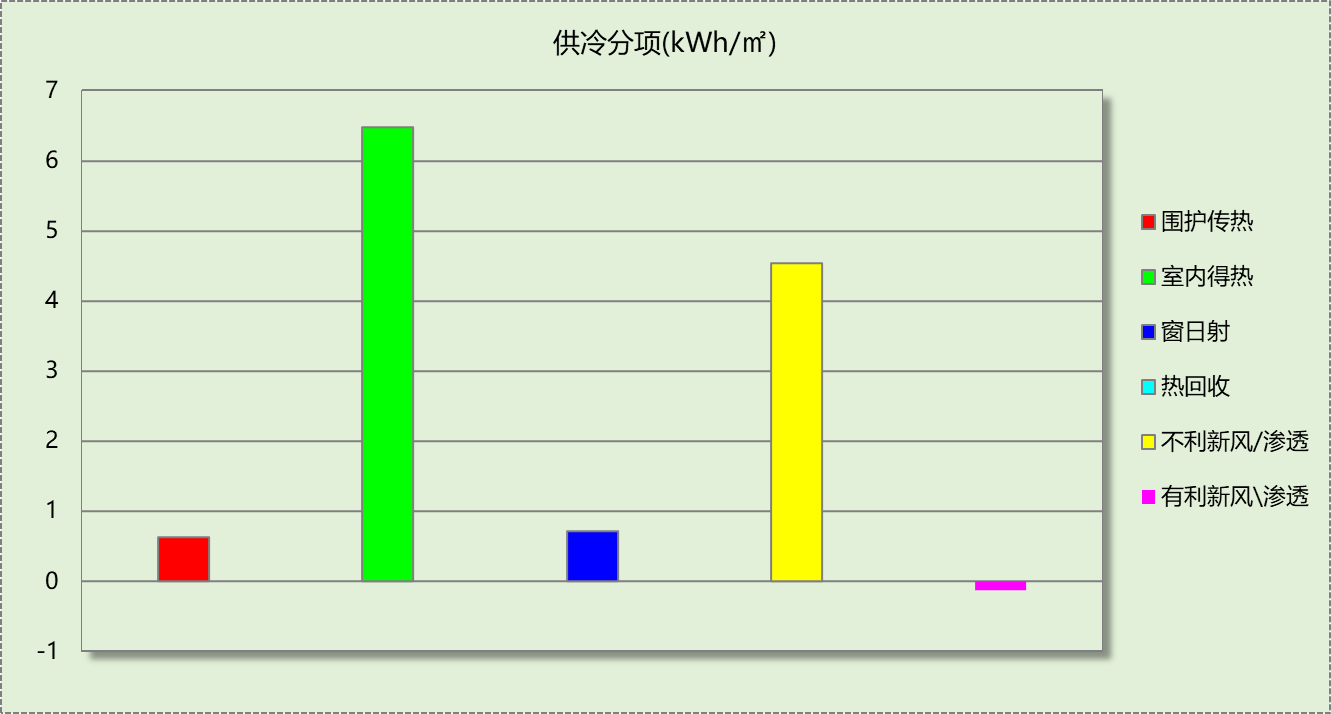 供冷分项(kWh/㎡)
7
6
5
4
3
2
1
0
-1
围护传热
室内得热
窗日射
热回收
不利新风/渗透
有利新风\渗透